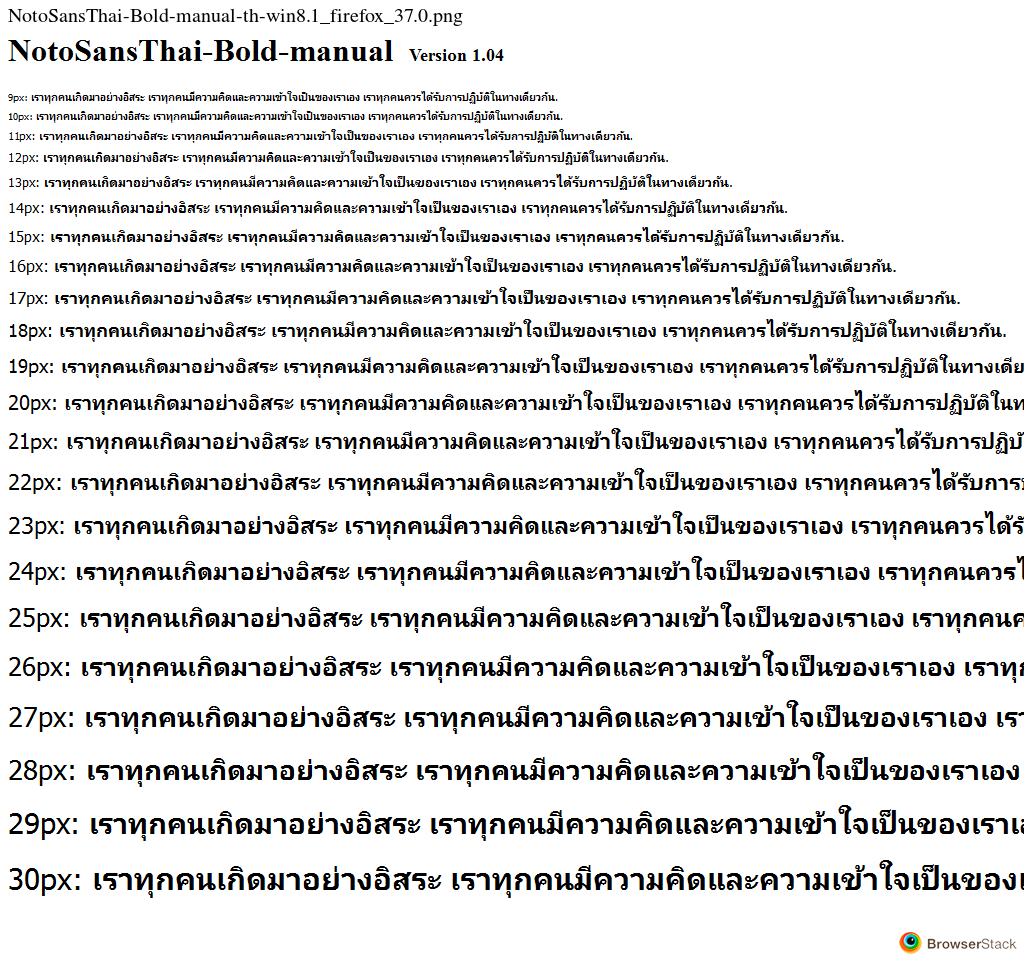 NotoSansThai-Bold-manual-th-win8.1_firefox_37.0.png
NotoSansThai-Bold-manual Version 1.04
9px: เราทุกคนเกิดมาอย่างอิสระ เราทุกคนมีความคิดและความเข้าใจเป็นของเราเอง เราทุกคนควรได้รับการปฏิบัติในทางเดียวกัน.
10px: เราทุกคนเกิดมาอย่างอิสระ เราทุกคนมีความคิดและความเข้าใจเป็นของเราเอง เราทุกคนควรได้รับการปฏิบัติในทางเดียวกัน.
11px: เราทุกคนเกิดมาอย่างอิสระ เราทุกคนมีความคิดและความเข้าใจเป็นของเราเอง เราทุกคนควรได้รับการปฏิบัติในทางเดียวกัน.
12px: เราทุกคนเกิดมาอย่างอิสระ เราทุกคนมีความคิดและความเข้าใจเป็นของเราเอง เราทุกคนควรได้รับการปฏิบัติในทางเดียวกัน.
13px: เราทุกคนเกิดมาอย่างอิสระ เราทุกคนมีความคิดและความเข้าใจเป็นของเราเอง เราทุกคนควรได้รับการปฏิบัติในทางเดียวกัน.
14px: เราทุกคนเกิดมาอย่างอิสระ เราทุกคนมีความคิดและความเข้าใจเป็นของเราเอง เราทุกคนควรได้รับการปฏิบัติในทางเดียวกัน.
15px: เราทุกคนเกิดมาอย่างอิสระ เราทุกคนมีความคิดและความเข้าใจเป็นของเราเอง เราทุกคนควรได้รับการปฏิบัติในทางเดียวกัน.
16px: เราทุกคนเกิดมาอย่างอิสระ เราทุกคนมีความคิดและความเข้าใจเป็นของเราเอง เราทุกคนควรได้รับการปฏิบัติในทางเดียวกัน.
17px: เราทุกคนเกิดมาอย่างอิสระ เราทุกคนมีความคิดและความเข้าใจเป็นของเราเอง เราทุกคนควรได้รับการปฏิบัติในทางเดียวกัน.
18px: เราทุกคนเกิดมาอย่างอิสระ เราทุกคนมีความคิดและความเข้าใจเป็นของเราเอง เราทุกคนควรได้รับการปฏิบัติในทางเดียวกัน.
19px: เราทุกคนเกิดมาอย่างอิสระ เราทุกคนมีความคิดและความเข้าใจเป็นของเราเอง เราทุกคนควรได้รับการปฏิบัติในทางเดีย
20px: เราทุกคนเกิดมาอย่างอิสระ เราทุกคนมีความคิดและความเข้าใจเป็นของเราเอง เราทุกคนควรได้รับการปฏิบัติใน
21px: เราทุกคนเกิดมาอย่างอิสระ เราทุกคนมีความคิดและความเข้าใจเป็นของเราเอง เราทุกคนควรได้รับการปฏิบั
22px: เราทุกคนเกิดมาอย่างอิสระ เราทุกคนมีความคิดและความเข้าใจเป็นของเราเอง เราทุกคนควรได้รับการ
23px: เราทุกคนเกิดมาอย่างอิสระ เราทุกคนมีความคิดและความเข้าใจเป็นของเราเอง เราทุกคนควรได้รั
24px: เราทุกคนเกิดมาอย่างอิสระ เราทุกคนมีความคิดและความเข้าใจเป็นของเราเอง เราทุกคนควรไ
25px: เราทุกคนเกิดมาอย่างอิสระ เราทุกคนมีความคิดและความเข้าใจเป็นของเราเอง เราทุกคนค
26px: เราทุกคนเกิดมาอย่างอิสระ เราทุกคนมีความคิดและความเข้าใจเป็นของเราเอง เราทุก
27px: เราทุกคนเกิดมาอย่างอิสระ เราทุกคนมีความคิดและความเข้าใจเป็นของเราเอง เรา
28px: เราทุกคนเกิดมาอย่างอิสระ เราทุกคนมีความคิดและความเข้าใจเป็นของเราเอง
29px: เราทุกคนเกิดมาอย่างอิสระ เราทุกคนมีความคิดและความเข้าใจเป็นของเราเ
30px: เราทุกคนเกิดมาอย่างอิสระ เราทุกคนมีความคิดและความเข้าใจเป็นของเ
BrowserStack